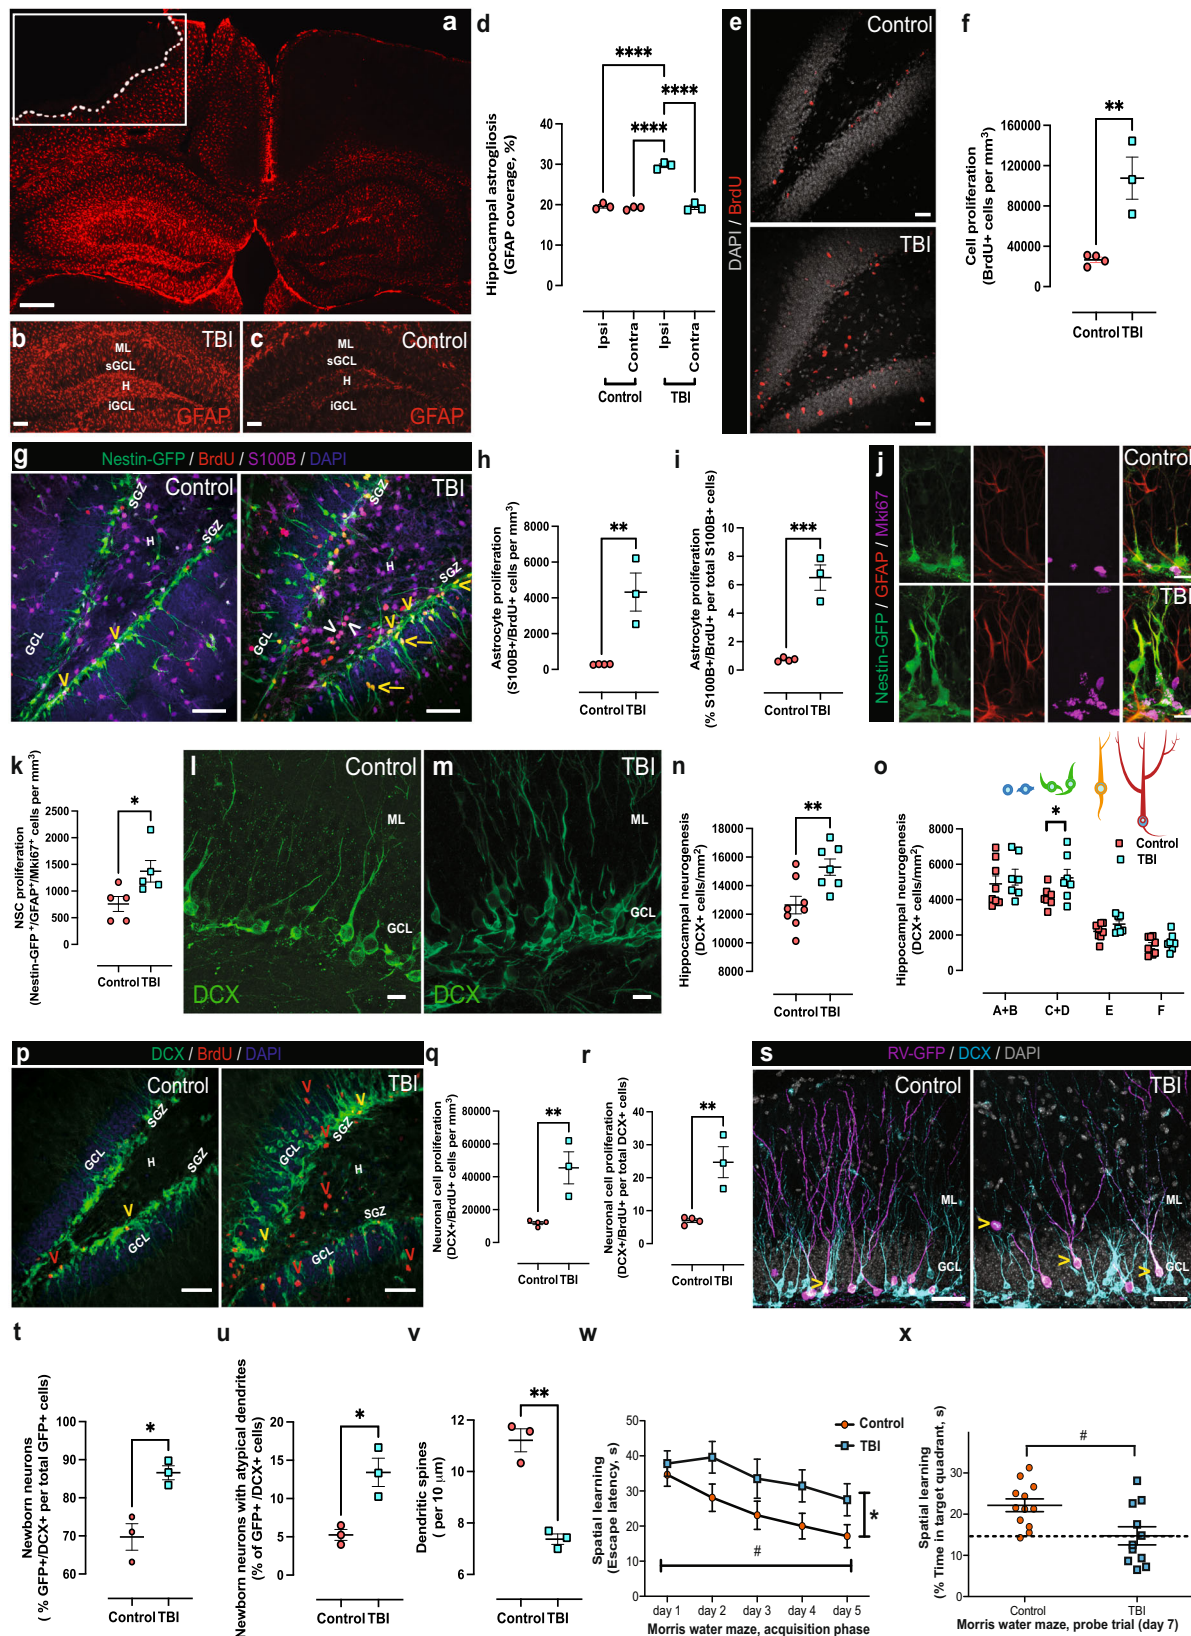 a
b
TBI
ML
sGCL
H
iGCL
GFAP
c
Control
ML
sGCL
H
iGCL
GFAP
d
Hippocampal astrogliosis
(GFAP coverage, %)
****
****
****
40
30
20
10
0
Ipsi
Contra
Ipsi
Contra
Control
TBI
e
Control
TBI
DAPI / BrdU
f
Cell proliferation
(BrdU+ cells per mm³)
**
160000
120000
80000
40000
0
Control TBI
g
Nestin-GFP / BrdU / S100B / DAPI
Control
SGZ
SGZ
H
GCL
TBI
SGZ
H
SGZ
GCL
h
Astrocyte proliferation
(S100B+/BrdU+ cells per mm³)
**
8000
6000
4000
2000
0
Control TBI
i
Astrocyte proliferation
(% S100B+/BrdU+ per total S100B+ cells)
***
10
8
6
4
2
0
Control TBI
j
Nestin-GFP / GFAP / Mki67
Control
TBI
k
NSC proliferation
(Nestin-GFP⁺/GFAP⁺/Mki67⁺ cells per mm³)
*
2500
2000
1500
1000
500
0
Control TBI
l
Control
ML
GCL
DCX
m
TBI
ML
GCL
DCX
n
Hippocampal neurogenesis
(DCX+ cells/mm²)
**
18000
16000
14000
12000
10000
8000
Control TBI
o
Hippocampal neurogenesis
(DCX+ cells/mm²)
*
Control
TBI
8000
6000
4000
2000
0
A+B
C+D
E
F
p
DCX / BrdU / DAPI
Control
SGZ
GCL
H
SGZ
GCL
TBI
SGZ
GCL
H
SGZ
GCL
q
Neuronal cell proliferation
(DCX+/BrdU+ cells per mm³)
**
80000
60000
40000
20000
0
Control TBI
r
Neuronal cell proliferation
(DCX+/BrdU+ per total DCX+ cells)
**
40
30
20
10
0
Control TBI
s
RV-GFP / DCX / DAPI
Control
ML
GCL
TBI
ML
GCL
t
Newborn neurons
( % GFP+/DCX+ per total GFP+ cells)
*
100
90
80
70
60
Control TBI
u
Newborn neurons with atypical dendrites
(% of GFP+ /DCX+ cells)
*
20
15
10
5
0
Control TBI
v
Dendritic spines
( per 10 μm)
**
12
10
8
6
Control TBI
w
Spatial learning
(Escape latency, s)
Control
TBI
*
#
50
40
30
20
10
0
day 1
day 2
day 3
day 4
day 5
Morris water maze, acquisition phase
x
Spatial learning
(% Time in target quadrant, s)
#
30
20
10
0
Control
TBI
Morris water maze, probe trial (day 7)